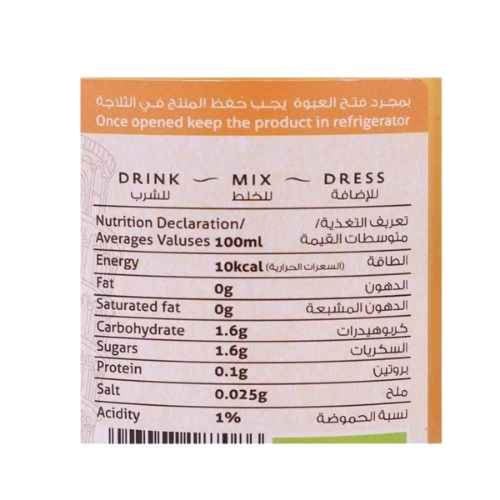 بمجرد فتح العبوة يجب حفظ المنتج في الثلاجة
Once opened keep the product in refrigerator
DRINK ~ MIX ~ DRESS
للشرب للخلط للإضافة
Nutrition Declaration/ تعريف التغذية/
Averages Valuses 100ml متوسطات القيمة
Energy 10kcal (السعرات الحرارية) الطاقة
Fat 0g الدهون
Saturated fat 0g الدهون المشبعة
Carbohydrate 1.6g كربوهيدرات
Sugars 1.6g السكريات
Protein 0.1g بروتين
Salt 0.025g ملح
Acidity 1% نسبة الحموضة